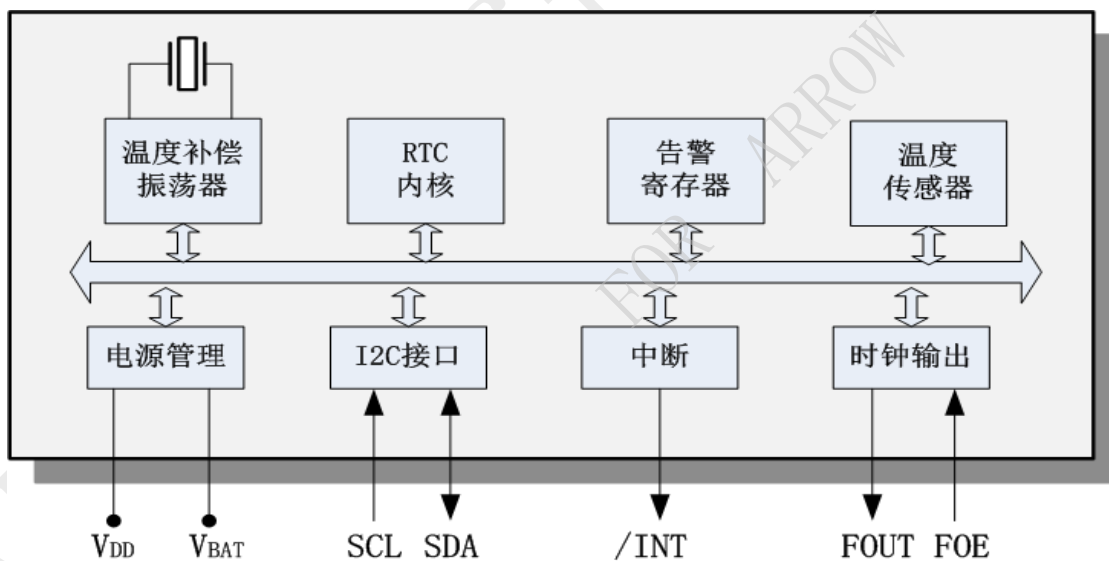 温度补偿
振荡器
RTC
内核
告警
寄存器
温度
传感器
电源管理
I2C接口
中断
时钟输出
VDD VBAT SCL SDA /INT FOUT FOE
FOR ARROW